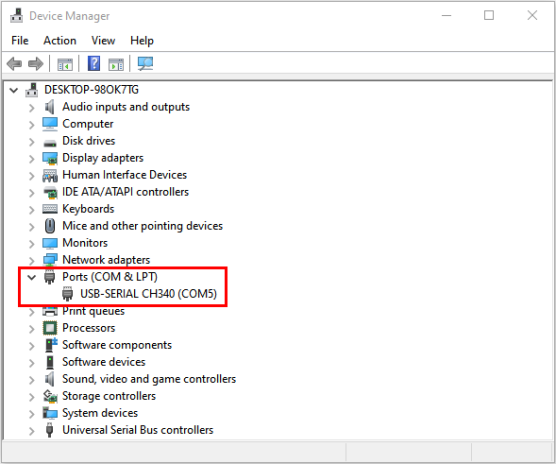 Device Manager
File Action View Help
DESKTOP-98OK7TG
Audio inputs and outputs
Computer
Disk drives
Display adapters
Human Interface Devices
IDE ATA/ATAPI controllers
Keyboards
Mice and other pointing devices
Monitors
Network adapters
Ports (COM & LPT)
USB-SERIAL CH340 (COM5)
Print queues
Processors
Software components
Software devices
Sound, video and game controllers
Storage controllers
System devices
Universal Serial Bus controllers